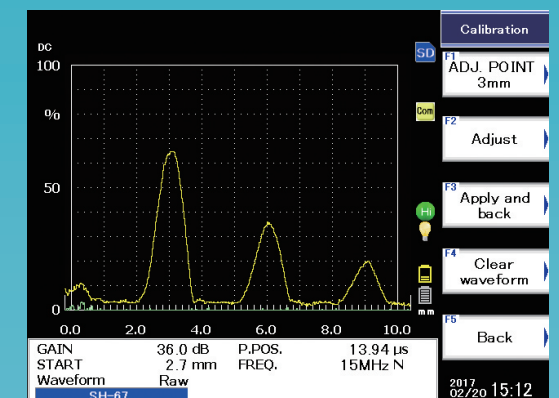 Calibration
DC
SD
100
F1
ADJ. POINT
3mm
%
Com
F2
Adjust
50
F3
Apply and
back
Hi
F4
Clear
waveform
0
mm
0.0 2.0 4.0 6.0 8.0 10.0
F5
Back
GAIN 36.0 dB P.POS. 13.94 µs
START 2.7 mm FREQ. 15MHz N
Waveform Raw
SH-67
2017
02/20 15:12